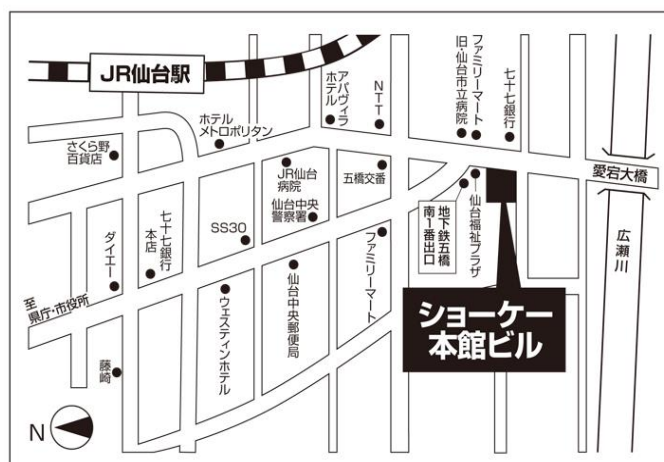 JR仙台駅
さくら野
百貨店
ホテル
メトロポリタン
アパヴィラ
ホテル
NTT
旧・仙台市立病院
ファミリーマート
七十七銀行
JR仙台
病院
五橋交番
愛宕大橋
仙台中央
警察署
SS30
七十七銀行
本店
ダイエー
地下鉄五橋
南1番出口
仙台福祉プラザ
広瀬川
ファミリーマート
仙台中央郵便局
ウェスティンホテル
至
県庁・市役所
藤崎
ショーケー
本館ビル
N